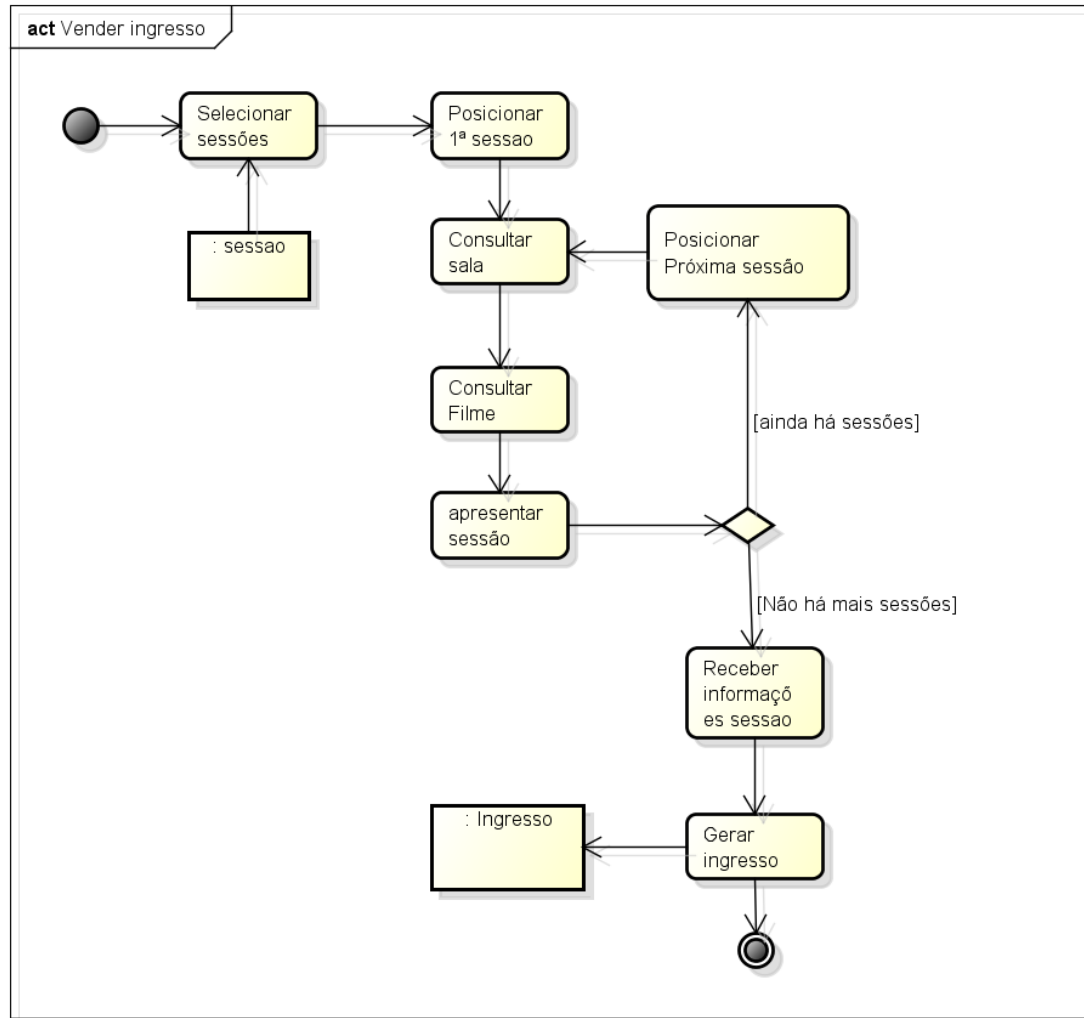 act Vender ingresso
Selecionar
sessões
Posicionar
1ª sessao
: sessao
Consultar
sala
Posicionar
Próxima sessão
Consultar
Filme
[ainda há sessões]
apresentar
sessão
[Não há mais sessões]
Receber
informaçõ
es sessao
: Ingresso
Gerar
ingresso